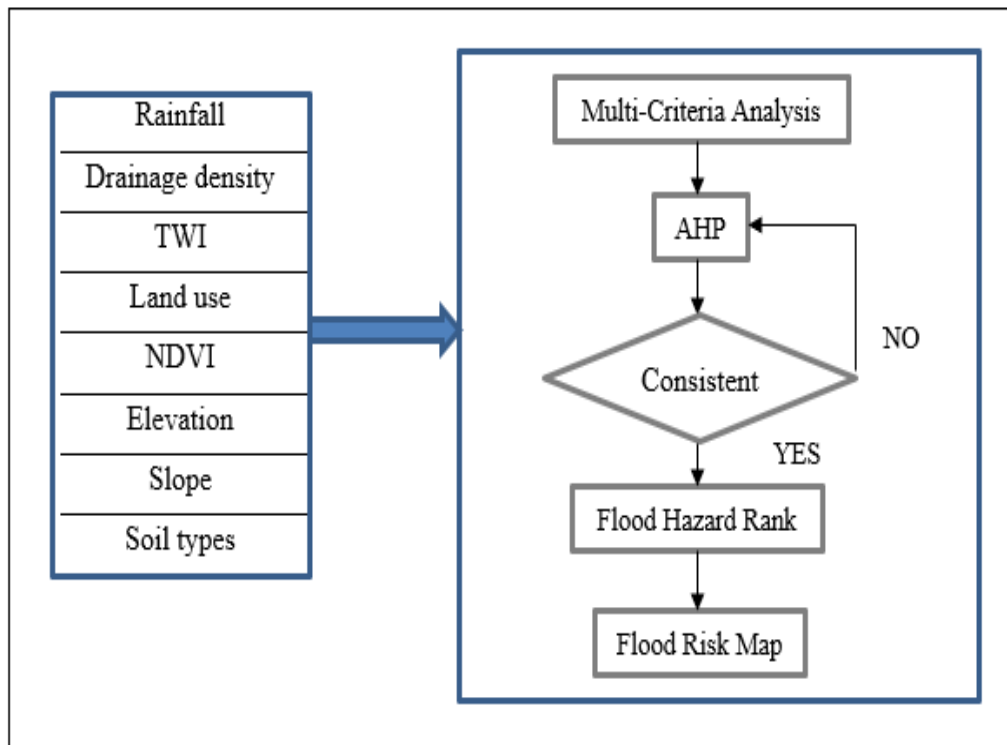 Rainfall
Drainage density
TWI
Land use
NDVI
Elevation
Slope
Soil types
Multi-Criteria Analysis
AHP
Consistent
NO
YES
Flood Hazard Rank
Flood Risk Map